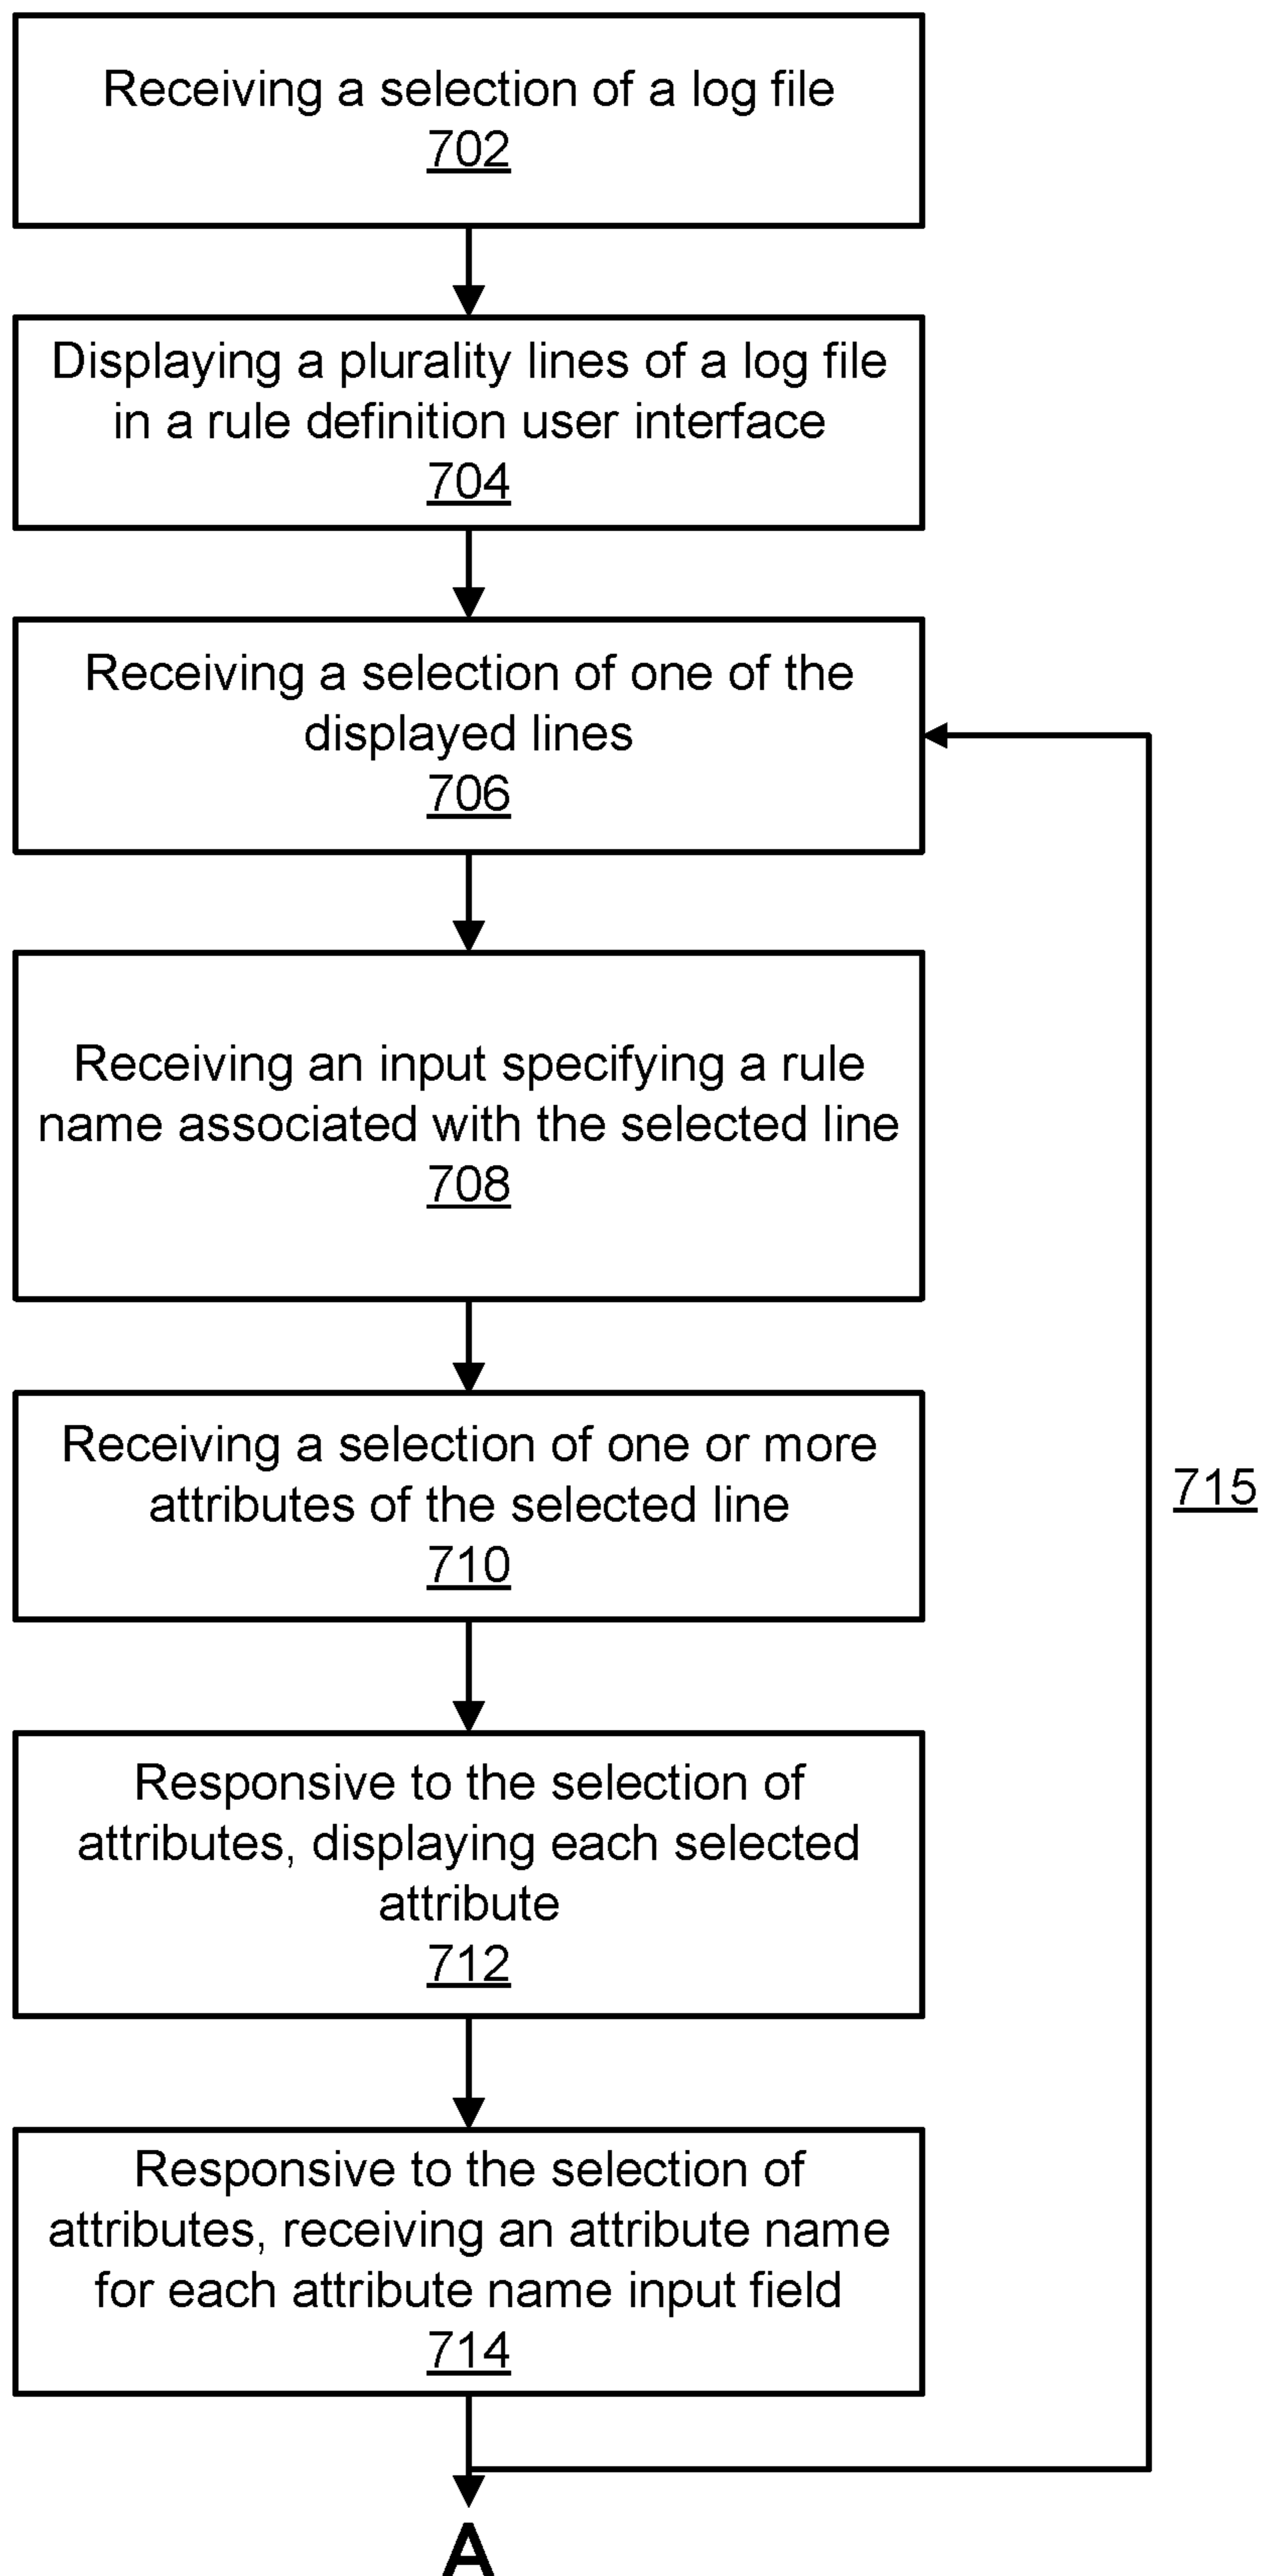 Receiving a selection of a log file
702
Displaying a plurality lines of a log file
in a rule definition user interface
704
Receiving a selection of one of the
displayed lines
706
Receiving an input specifying a rule
name associated with the selected line
708
Receiving a selection of one or more
attributes of the selected line
710
715
Responsive to the selection of
attributes, displaying each selected
attribute
712
Responsive to the selection of
attributes, receiving an attribute name
for each attribute name input field
714
A